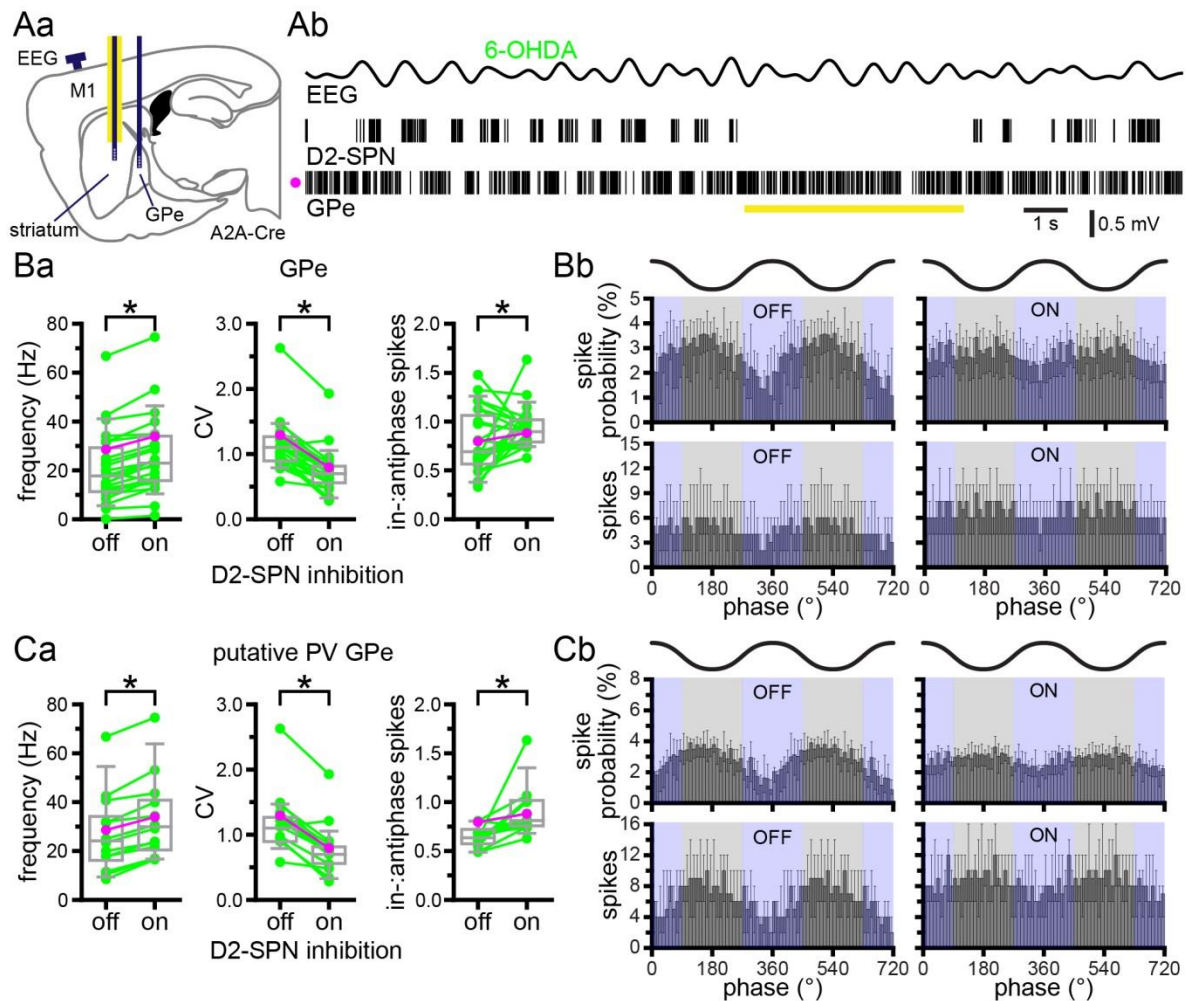 Aa
EEG
M1
striatum
GPe
A2A-Cre
Ab
6-OHDA
EEG
D2-SPN
GPe
1 s
0.5 mV
Ba
GPe
frequency (Hz)
80
60
40
20
0
off on
*
CV
3.0
2.0
1.0
0.0
off on
*
in-:antiphase spikes
2.0
1.5
1.0
0.5
0.0
off on
*
D2-SPN inhibition
Bb
spike
probability (%)
5
4
3
2
1
0
OFF
ON
spikes
15
12
9
6
3
0
OFF
ON
0 180 360 540 720
phase (°)
0 180 360 540 720
phase (°)
Ca
putative PV GPe
frequency (Hz)
80
60
40
20
0
off on
*
CV
3.0
2.0
1.0
0.0
off on
*
in-:antiphase spikes
2.0
1.5
1.0
0.5
0.0
off on
*
D2-SPN inhibition
Cb
spike
probability (%)
8
6
4
2
0
OFF
ON
spikes
16
12
8
4
0
OFF
ON
0 180 360 540 720
phase (°)
0 180 360 540 720
phase (°)